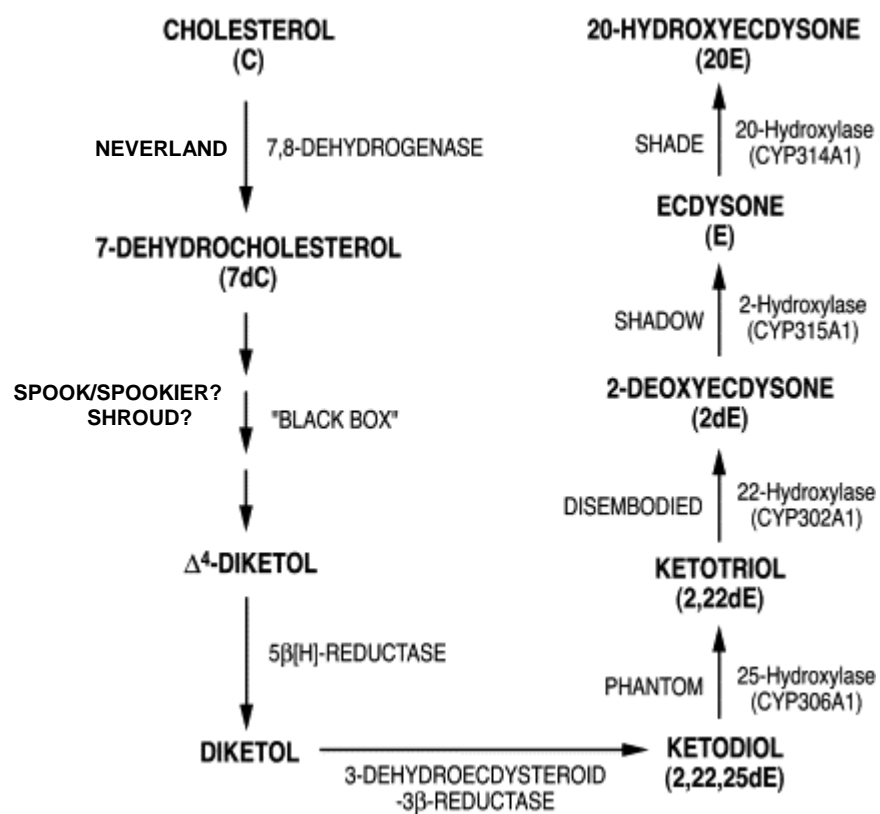 CHOLESTEROL
(C)
NEVERLAND
7,8-DEHYDROGENASE
7-DEHYDROCHOLESTEROL
(7dC)
SPOOK/SPOOKIER?
SHROUD?
"BLACK BOX"
Δ⁴-DIKETOL
5β[H]-REDUCTASE
DIKETOL
3-DEHYDROECDYSTEROID
-3β-REDUCTASE
KETODIOL
(2,22,25dE)
PHANTOM
25-Hydroxylase
(CYP306A1)
KETOTRIOL
(2,22dE)
DISEMBODIED
22-Hydroxylase
(CYP302A1)
2-DEOXYECDYSONE
(2dE)
SHADOW
2-Hydroxylase
(CYP315A1)
ECDYSONE
(E)
SHADE
20-Hydroxylase
(CYP314A1)
20-HYDROXYECDYSONE
(20E)